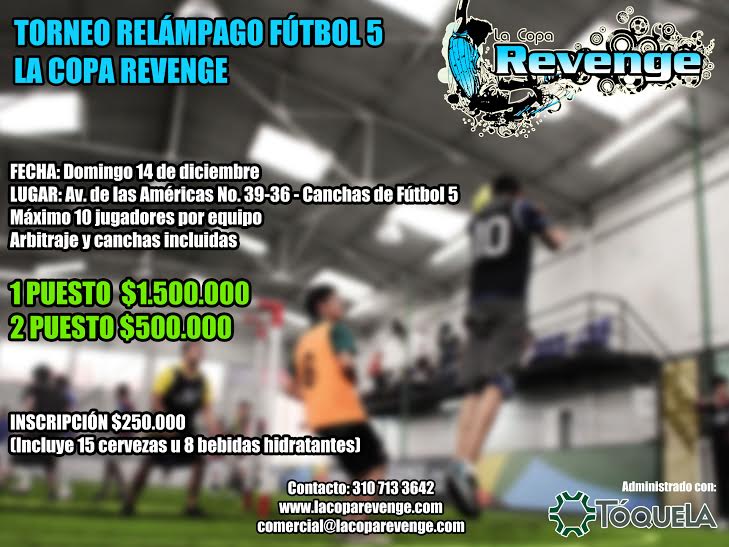 TORNEO RELÁMPAGO FÚTBOL 5
LA COPA REVENGE
La Copa
Revenge
FECHA: Domingo 14 de diciembre
LUGAR: Av. de las Américas No. 39-36 - Canchas de Fútbol 5
Máximo 10 jugadores por equipo
Arbitraje y canchas incluidas
10
1 PUESTO $1.500.000
2 PUESTO $500.000
INSCRIPCIÓN $250.000
(Incluye 15 cervezas u 8 bebidas hidratantes)
Contacto: 310 713 3642
www.lacoparevenge.com
comercial@lacoparevenge.com
Administrado con:
TÓQUELA